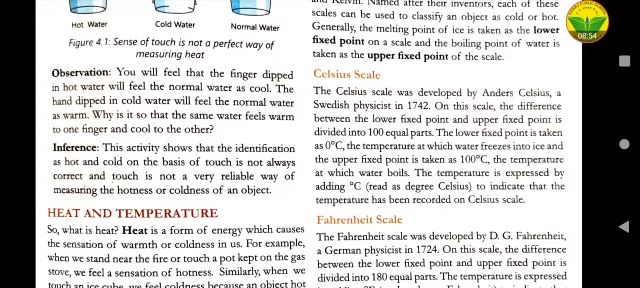 Hot Water
Cold Water
Normal Water
Figure 4.1: Sense of touch is not a perfect way of
measuring heat
Observation: You will feel that the finger dipped
in hot water will feel the normal water as cool. The
hand dipped in cold water will feel the normal water
as warm. Why is it so that the same water feels warm
to one finger and cool to the other?
Inference: This activity shows that the identification
as hot and cold on the basis of touch is not always
correct and touch is not a very reliable way of
measuring the hotness or coldness of an object.
HEAT AND TEMPERATURE
So, what is heat? Heat is a form of energy which causes
the sensation of warmth or coldness in us. For example,
when we stand near the fire or touch a pot kept on the gas
stove, we feel a sensation of hotness. Similarly, when we
touch an ice cube, we feel coldness because an object hot
and Kelvin. Named after their inventors, each of these
scales can be used to classify an object as cold or hot.
Generally, the melting point of ice is taken as the lower
fixed point on a scale and the boiling point of water is
taken as the upper fixed point of the scale.
Celsius Scale
The Celsius scale was developed by Anders Celsius, a
Swedish physicist in 1742. On this scale, the difference
between the lower fixed point and upper fixed point is
divided into 100 equal parts. The lower fixed point is taken
as 0°C, the temperature at which water freezes into ice and
the upper fixed point is taken as 100°C, the temperature
at which water boils. The temperature is expressed by
adding °C (read as degree Celsius) to indicate that the
temperature has been recorded on Celsius scale.
Fahrenheit Scale
The Fahrenheit scale was developed by D. G. Fahrenheit,
a German physicist in 1724. On this scale, the difference
between the lower fixed point and upper fixed point is
divided into 180 equal parts. The temperature is expressed
08:54